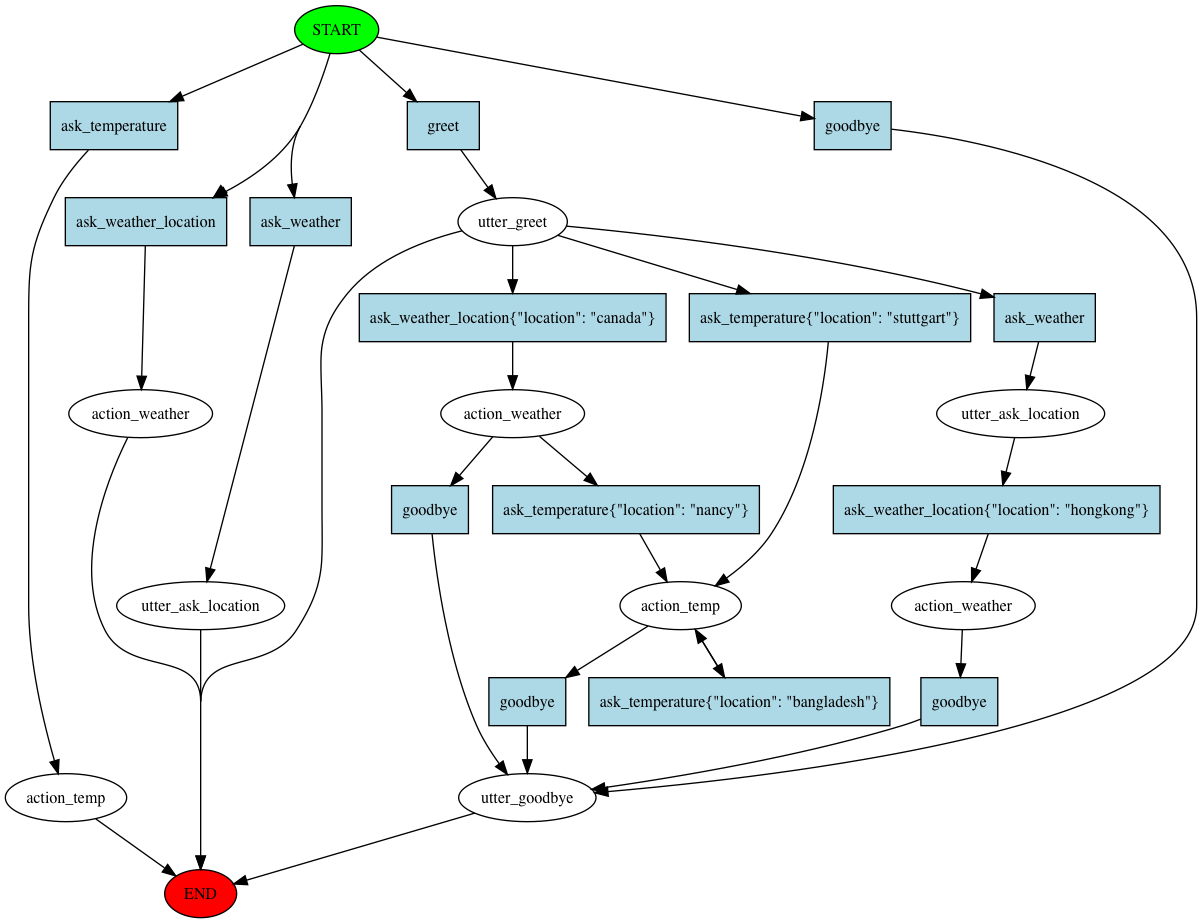 START
ask_temperature
greet
goodbye
ask_weather_location
ask_weather
utter_greet
ask_weather_location{"location": "canada"}
ask_temperature{"location": "stuttgart"}
ask_weather
action_weather
action_weather
utter_ask_location
goodbye
ask_temperature{"location": "nancy"}
ask_weather_location{"location": "hongkong"}
utter_ask_location
action_temp
action_weather
goodbye
ask_temperature{"location": "bangladesh"}
goodbye
action_temp
utter_goodbye
END